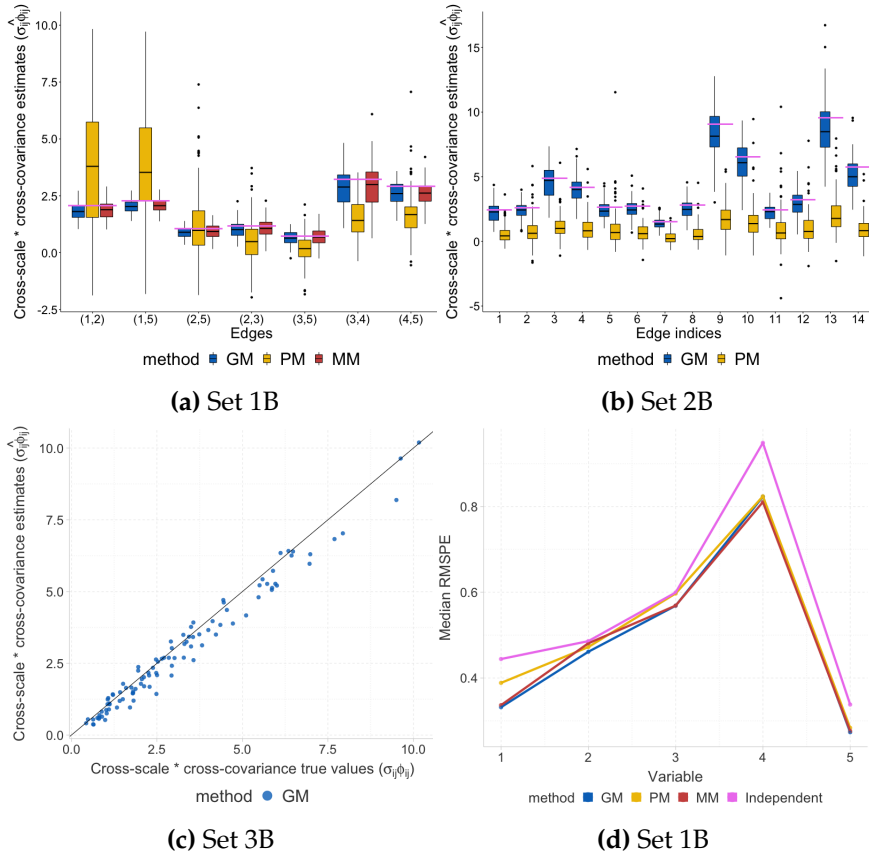 Cross-scale * cross-covariance estimates (σ̂ijϕij)
10.0
7.5
5.0
2.5
0.0
-2.5
(1,2) (1,5) (2,5) (2,3) (3,5) (3,4) (4,5)
Edges
method GM PM MM
(a) Set 1B
Cross-scale * cross-covariance estimates (σ̂ijϕij)
15
10
5
0
-5
1 2 3 4 5 6 7 8 9 10 11 12 13 14
Edge indices
method GM PM
(b) Set 2B
Cross-scale * cross-covariance estimates (σ̂ijϕij)
10.0
7.5
5.0
2.5
0.0
0.0 2.5 5.0 7.5 10.0
Cross-scale * cross-covariance true values (σijϕij)
method GM
(c) Set 3B
Median RMSPE
0.8
0.6
0.4
1 2 3 4 5
Variable
method GM PM MM Independent
(d) Set 1B